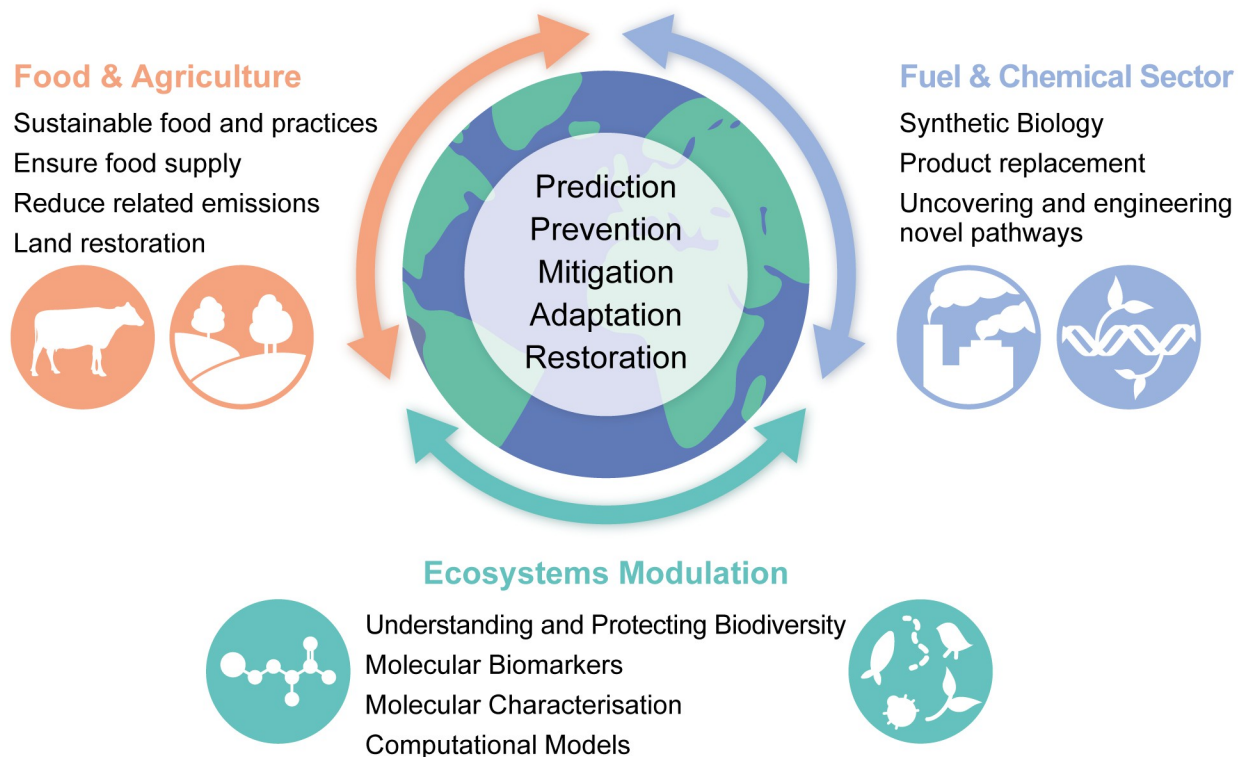 Food & Agriculture
Sustainable food and practices
Ensure food supply
Reduce related emissions
Land restoration
Prediction
Prevention
Mitigation
Adaptation
Restoration
Fuel & Chemical Sector
Synthetic Biology
Product replacement
Uncovering and engineering
novel pathways
Ecosystems Modulation
Understanding and Protecting Biodiversity
Molecular Biomarkers
Molecular Characterisation
Computational Models